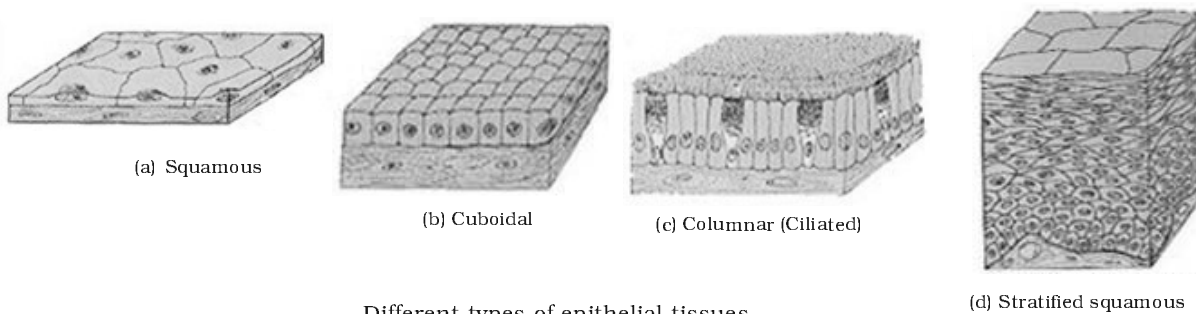 (a) Squamous
(b) Cuboidal
(c) Columnar (Ciliated)
(d) Stratified squamous
Different types of epithelial tissues